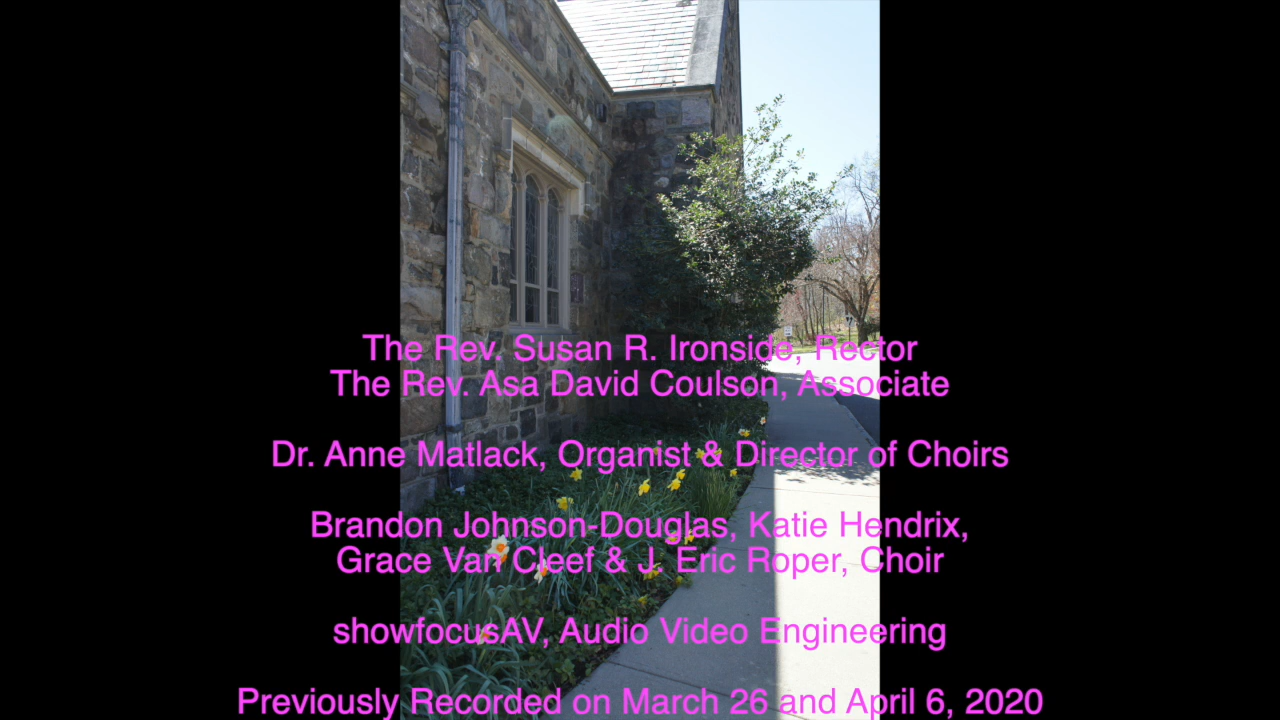 The Rev. Susan R. Ironside, Rector
The Rev. Asa David Coulson, Associate
Dr. Anne Matlack, Organist & Director of Choirs
Brandon Johnson-Douglas, Katie Hendrix,
Grace Van Cleef & J. Eric Roper, Choir
showfocusAV, Audio Video Engineering
Previously Recorded on March 26 and April 6, 2020